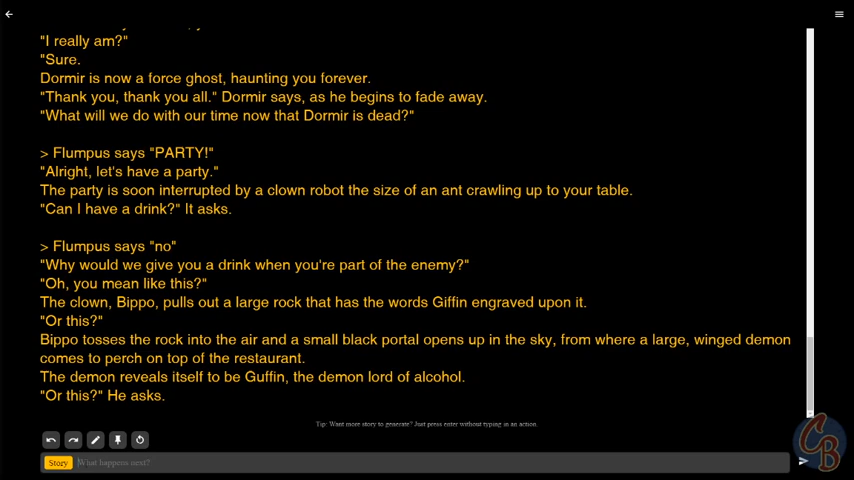 "I really am?"
"Sure.
Dormir is now a force ghost, haunting you forever.
"Thank you, thank you all." Dormir says, as he begins to fade away.
"What will we do with our time now that Dormir is dead?"
> Flumpus says "PARTY!"
"Alright, let's have a party."
The party is soon interrupted by a clown robot the size of an ant crawling up to your table.
"Can I have a drink?" It asks.
> Flumpus says "no"
"Why would we give you a drink when you're part of the enemy?"
"Oh, you mean like this?"
The clown, Bippo, pulls out a large rock that has the words Giffin engraved upon it.
"Or this?"
Bippo tosses the rock into the air and a small black portal opens up in the sky, from where a large, winged demon
comes to perch on top of the restaurant.
The demon reveals itself to be Guffin, the demon lord of alcohol.
"Or this?" He asks.
Tip: Want more story to generate? Just press enter without typing in an action.
Story What happens next?
CB